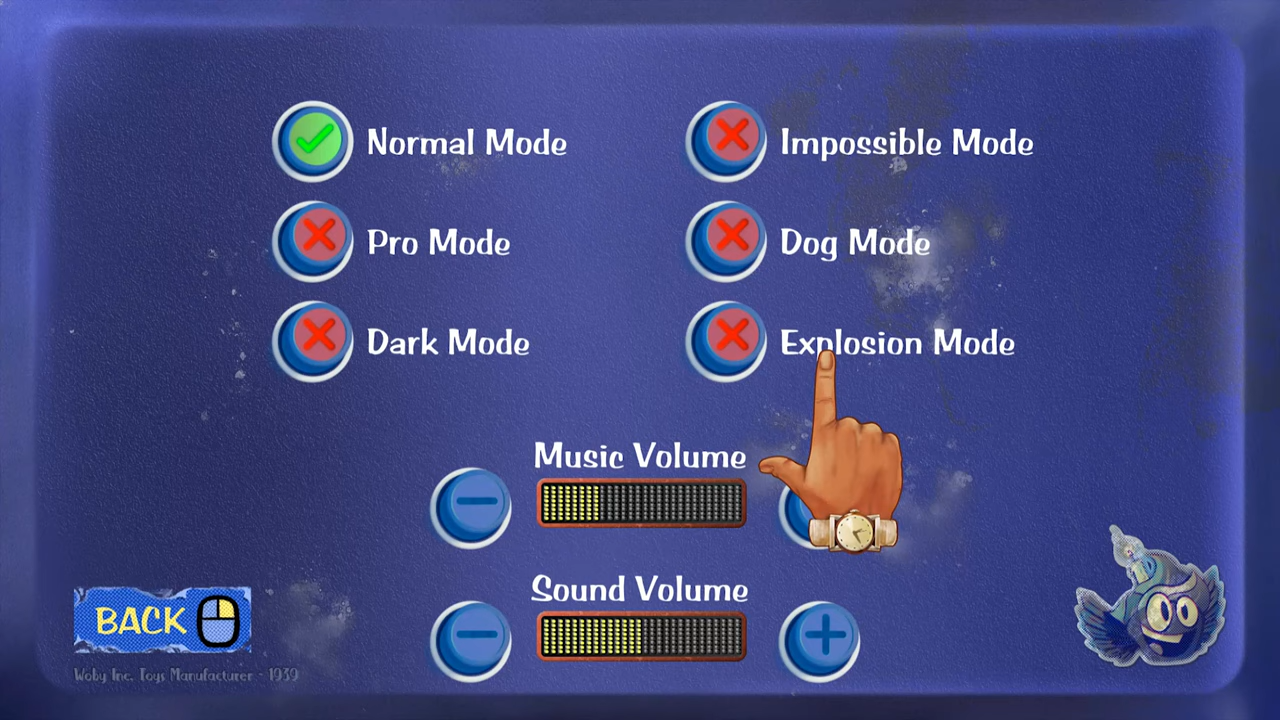 Normal Mode
Impossible Mode
Pro Mode
Dog Mode
Dark Mode
Explosion Mode
Music Volume
Sound Volume
BACK
Woby Inc. Toys Manufacturer - 1939